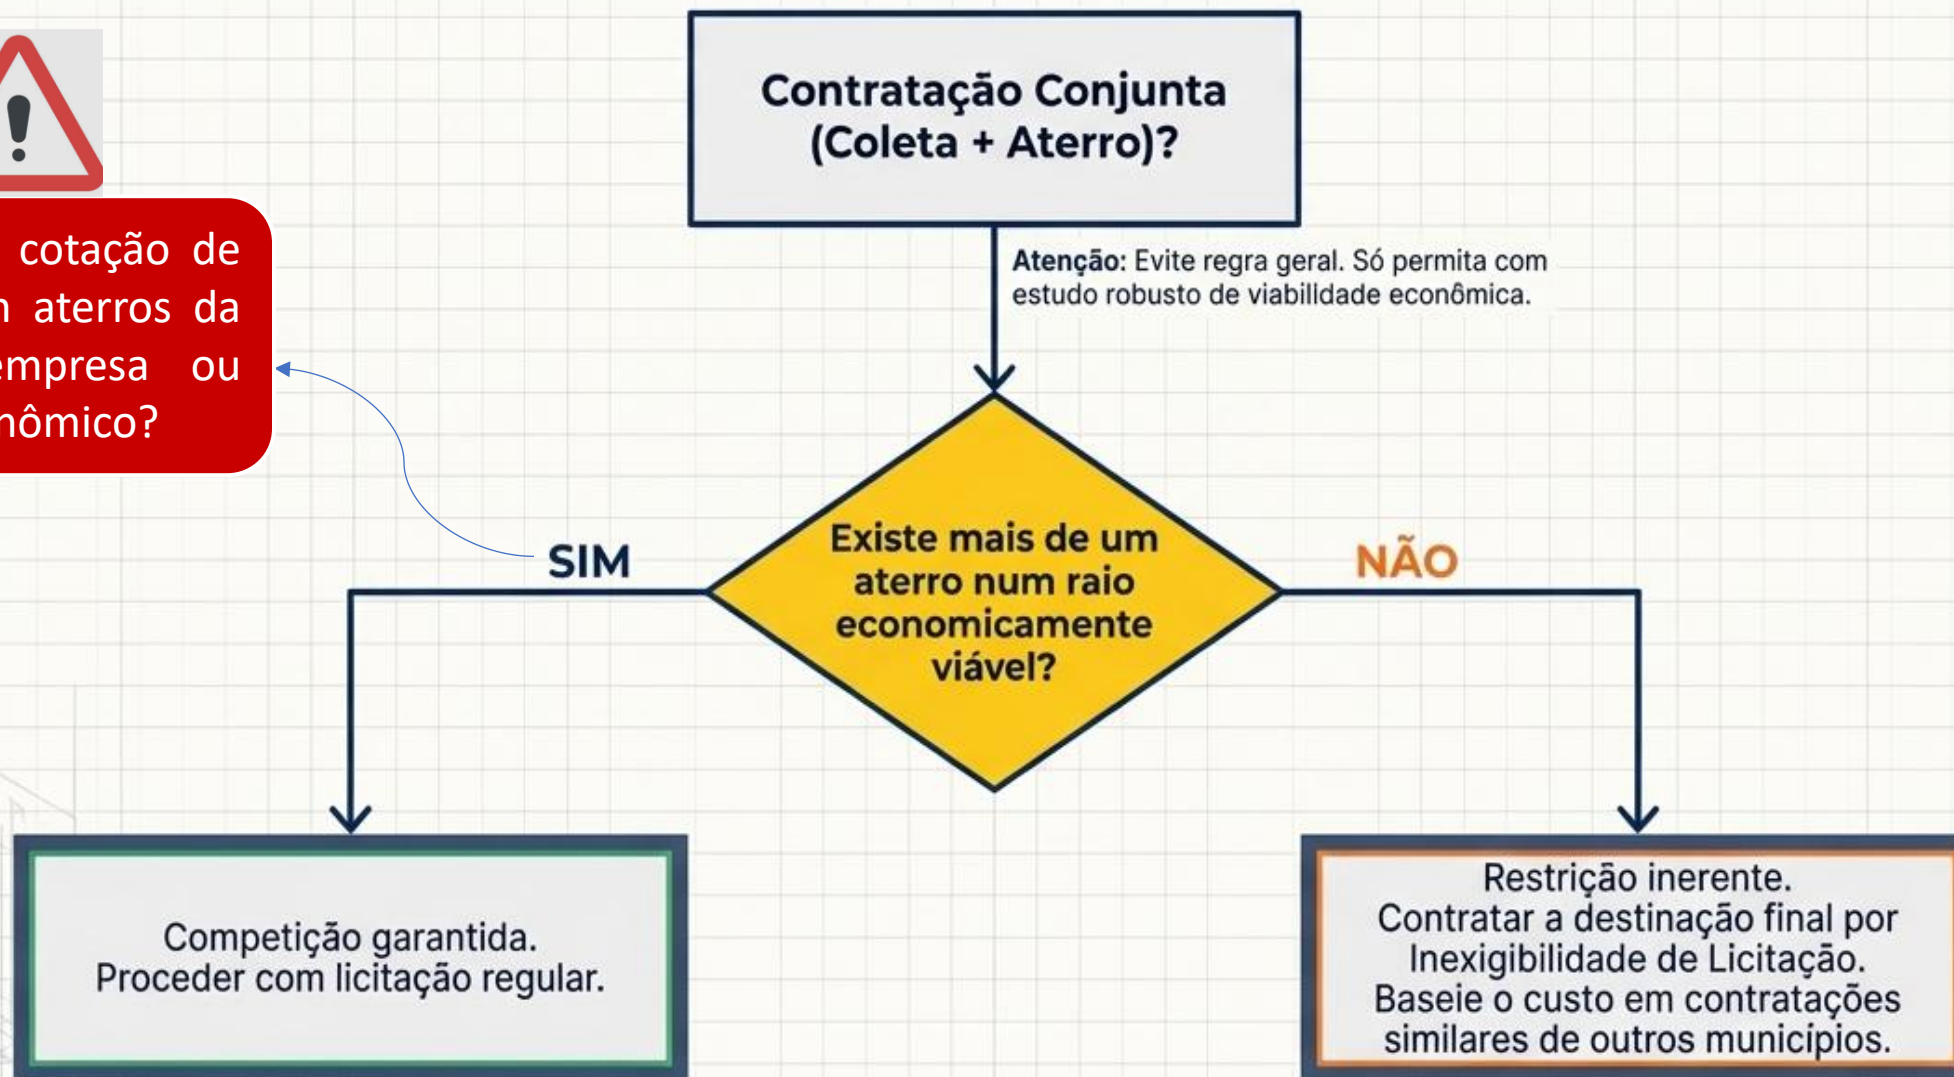 Contratação Conjunta
(Coleta + Aterro)?
cotação de
aterros da
empresa ou
Atenção: Evite regra geral. Só permita com
estudo robusto de viabilidade econômica.
Existe mais de um
aterro num raio
economicamente
viável?
SIM
NÃO
Competição garantida.
Proceder com licitação regular.
Restrição inerente.
Contratar a destinação final por
Inexigibilidade de Licitação.
Baseie o custo em contratações
similares de outros municípios.